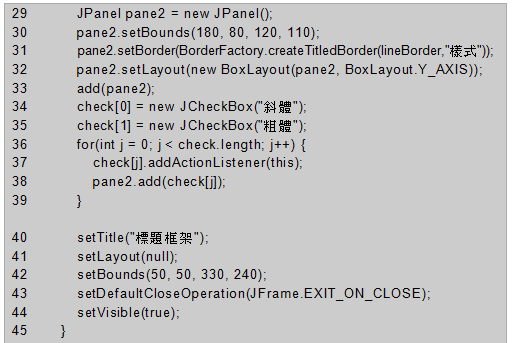 29 JPanel pane2 = new JPanel();
30 pane2.setBounds(180, 80, 120, 110);
31 pane2.setBorder(BorderFactory.createTitledBorder(lineBorder,"樣式"));
32 pane2.setLayout(new BoxLayout(pane2, BoxLayout.Y_AXIS));
33 add(pane2);
34 check[0] = new JCheckBox("斜體");
35 check[1] = new JCheckBox("粗體");
36 for(int j = 0; j < check.length; j++) {
37 check[j].addActionListener(this);
38 pane2.add(check[j]);
39 }
40 setTitle("標題框架");
41 setLayout(null);
42 setBounds(50, 50, 330, 240);
43 setDefaultCloseOperation(JFrame.EXIT_ON_CLOSE);
44 setVisible(true);
45 }